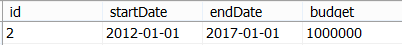 id startDate endDate budget
2 2012-01-01 2017-01-01 1000000